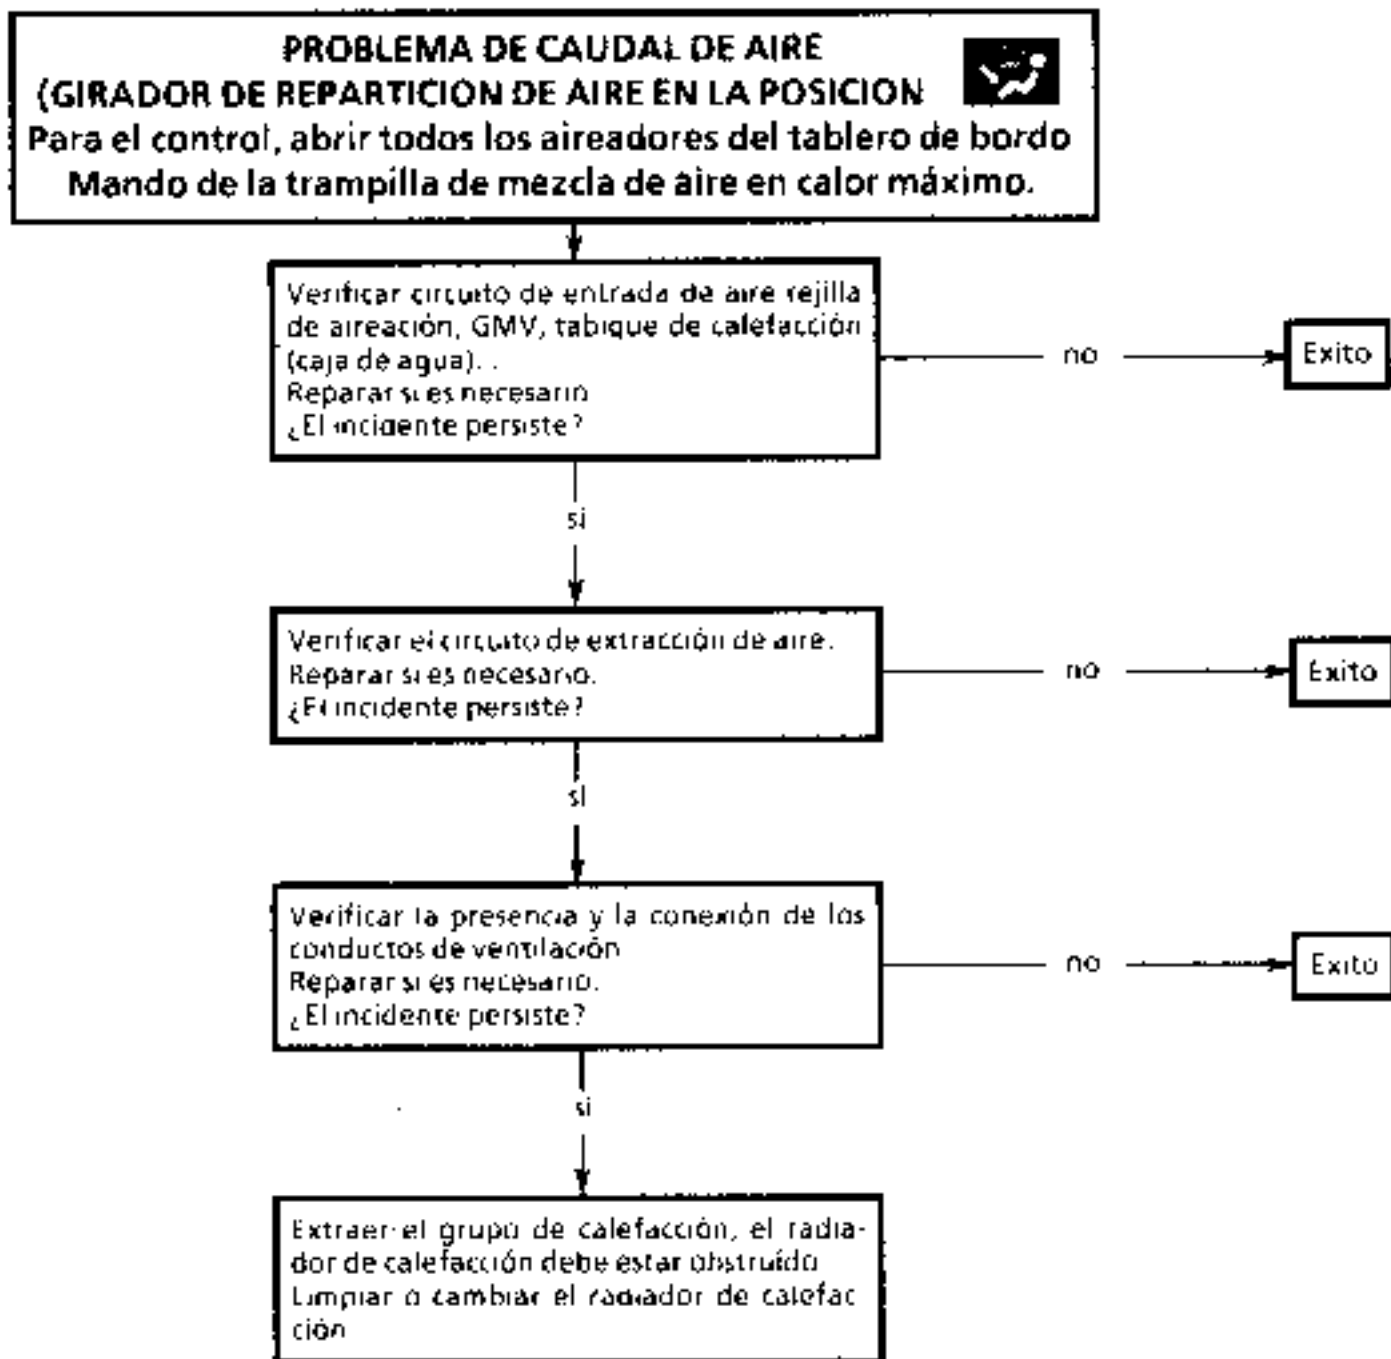 PROBLEMA DE CAUDAL DE AIRE
(GIRADOR DE REPARTICION DE AIRE EN LA POSICION
Para el control, abrir todos los aireadores del tablero de bordo
Mando de la trampilla de mezcla de aire en calor máximo.
Verificar circuito de entrada de aire rejilla
de aireación, GMV, tabique de calefacción
(caja de agua)...
Reparar si es necesario
¿El incidente persiste?
no
Exito
si
Verificar el circuito de extracción de aire.
Reparar si es necesario.
¿El incidente persiste?
no
Exito
si
Verificar la presencia y la conexión de los
conductos de ventilación
Reparar si es necesario.
¿El incidente persiste?
no
Exito
si
Extraer el grupo de calefacción, el radia-
dor de calefacción debe estar obstruído
Limpiar o cambiar el radiador de calefac
ción